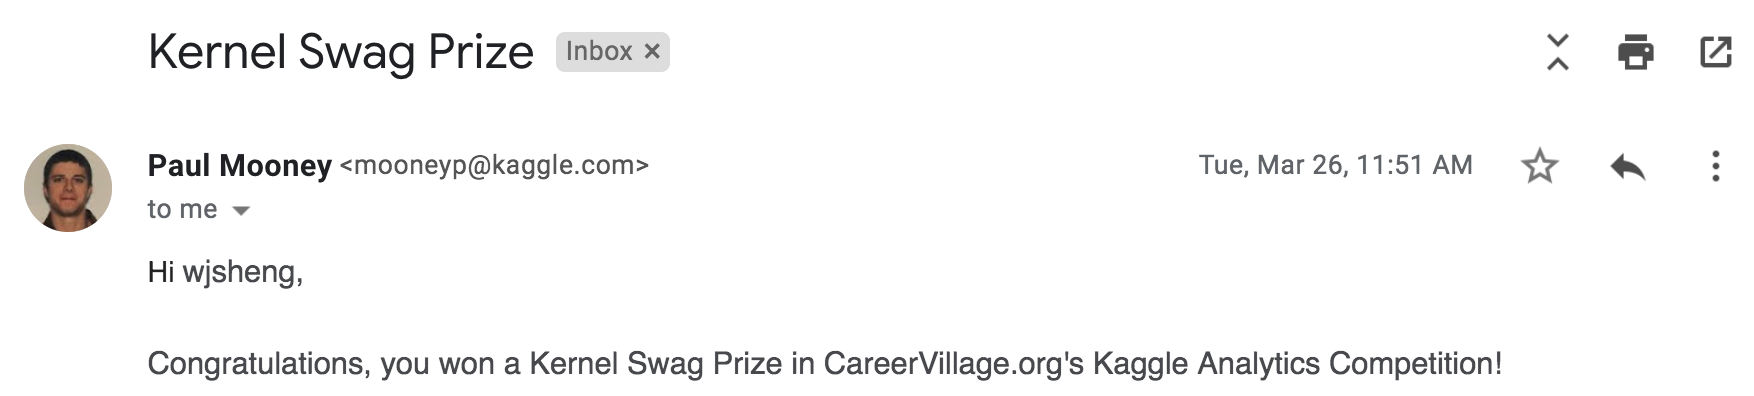 Kernel Swag Prize Inbox ×
Paul Mooney <mooneyp@kaggle.com> Tue, Mar 26, 11:51 AM
to me
Hi wjsheng,
Congratulations, you won a Kernel Swag Prize in CareerVillage.org's Kaggle Analytics Competition!